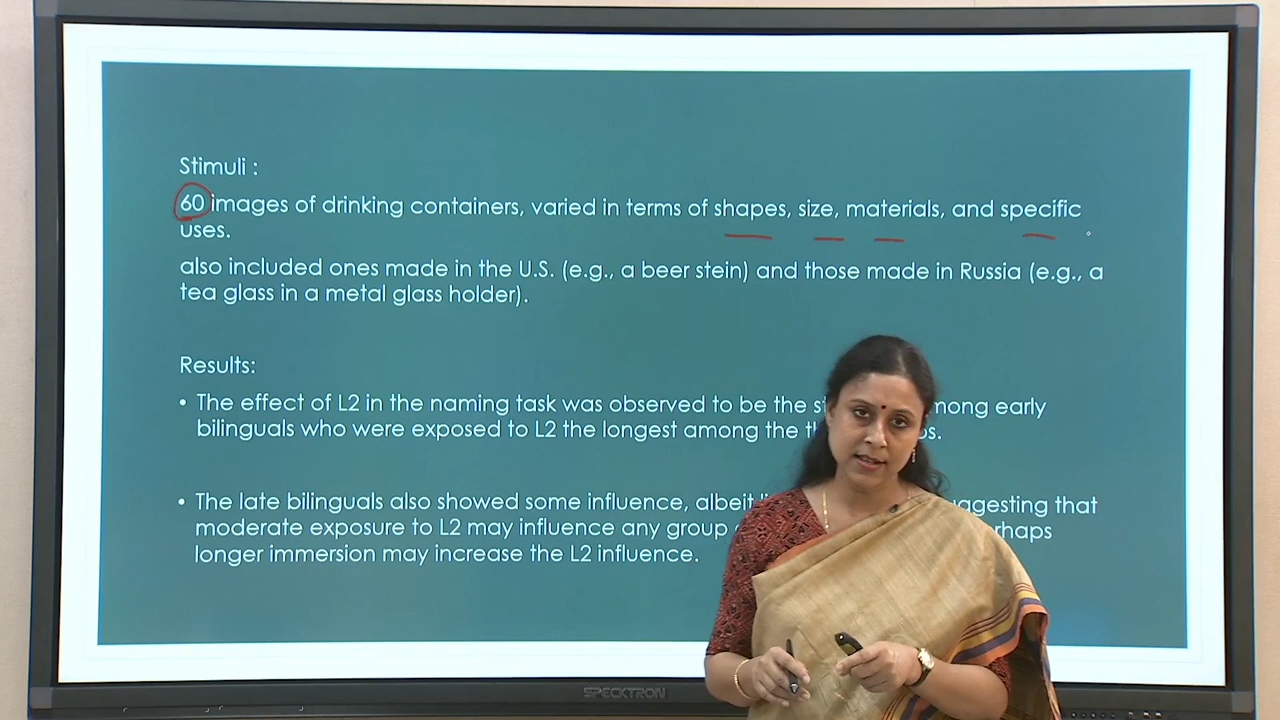 Stimuli :
60 images of drinking containers, varied in terms of shapes, size, materials, and specific
uses.
also included ones made in the U.S. (e.g., a beer stein) and those made in Russia (e.g., a
tea glass in a metal glass holder).
Results:
• The effect of L2 in the naming task was observed to be the among early
bilinguals who were exposed to L2 the longest among the
• The late bilinguals also showed some influence, albeit suggesting that
moderate exposure to L2 may influence any group perhaps
longer immersion may increase the L2 influence.
SPECKTRON